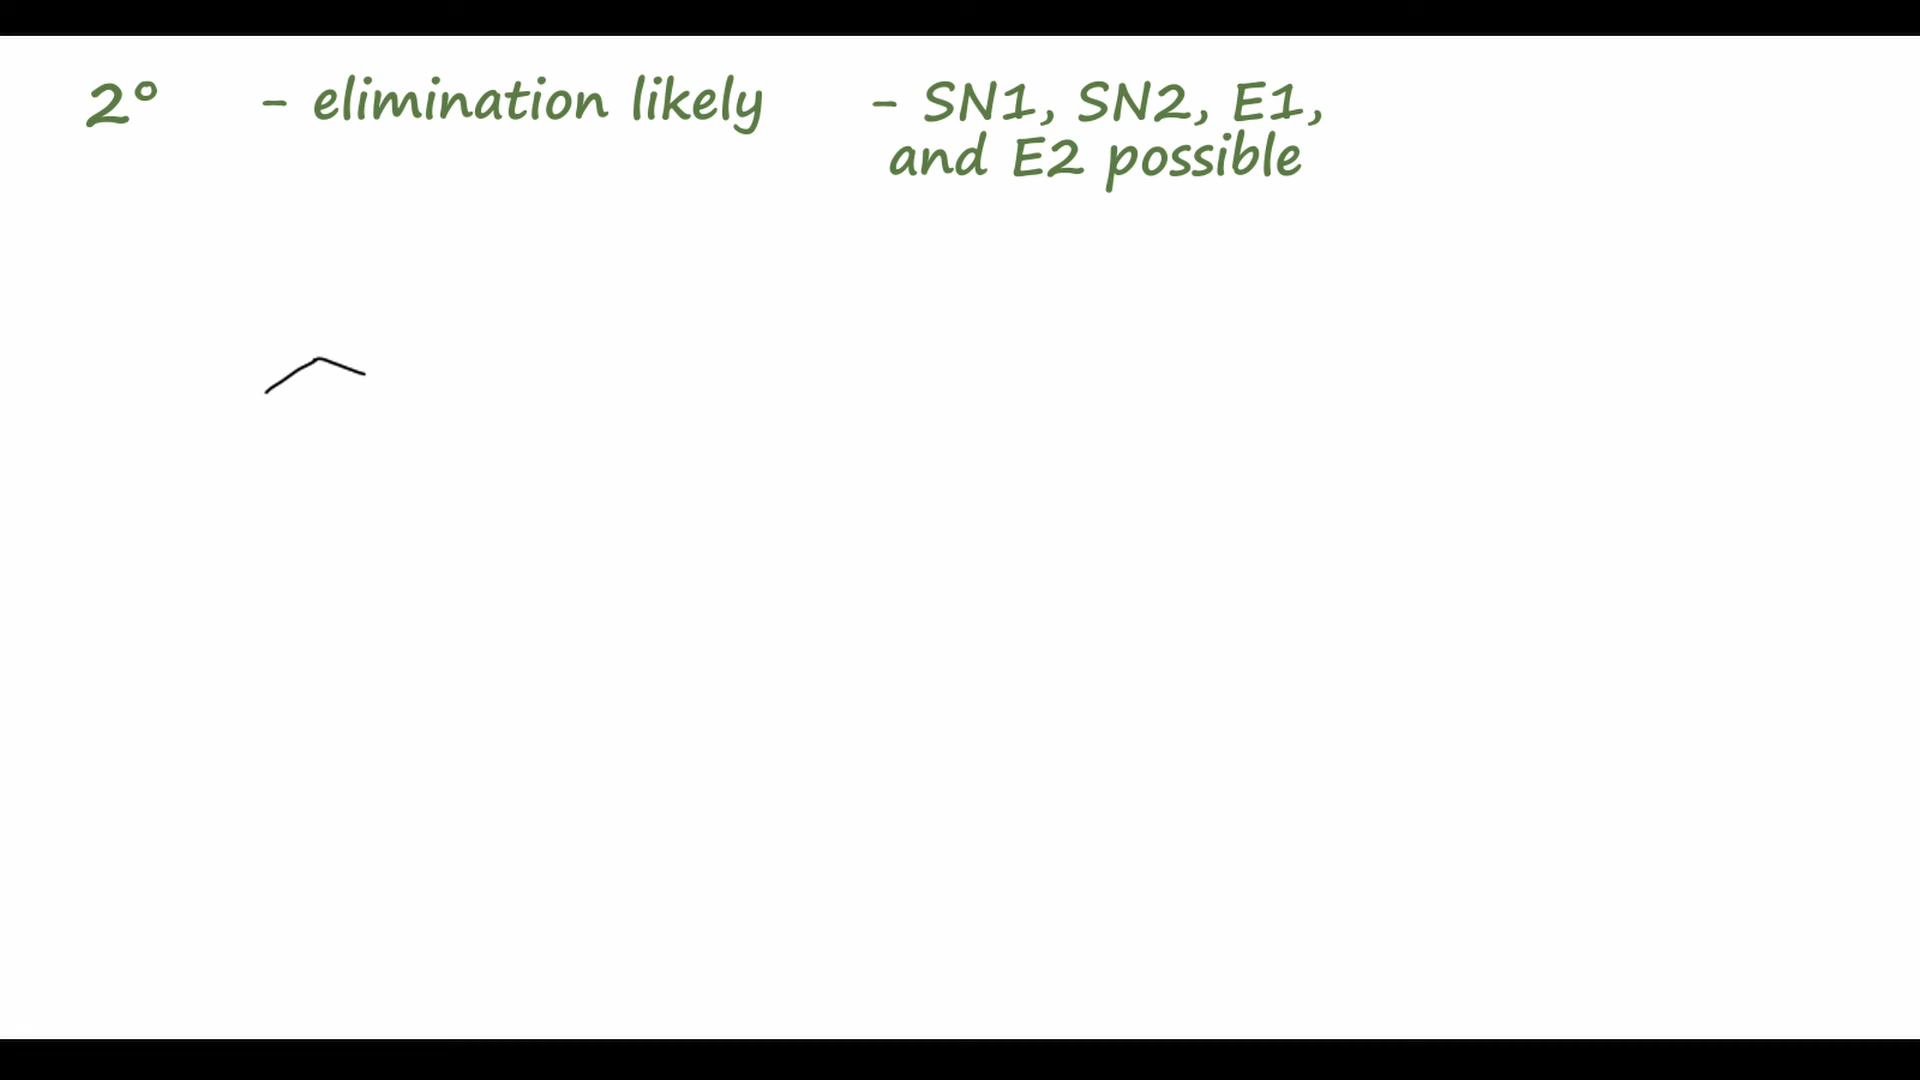 2° - elimination likely - SN1, SN2, E1,
and E2 possible